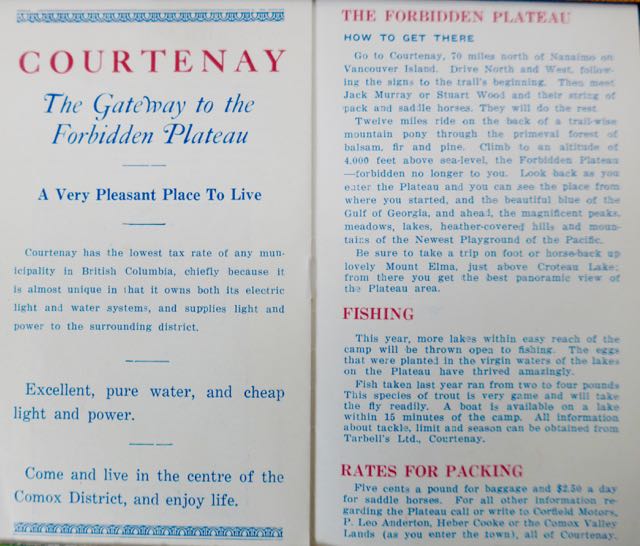 COURTENAY
The Gateway to the
Forbidden Plateau
A Very Pleasant Place To Live
Courtenay has the lowest tax rate of any mun-
icipality in British Columbia, chiefly because it
is almost unique in that it owns both its electric
light and water systems, and supplies light and
power to the surrounding district.
Excellent, pure water, and cheap
light and power.
Come and live in the centre of the
Comox District, and enjoy life.
THE FORBIDDEN PLATEAU
HOW TO GET THERE
Go to Courtenay, 70 miles north of Nanaimo on
Vancouver Island. Drive North and West, follow-
ing the signs to the trail's beginning. Then meet
Jack Murray or Stuart Wood and their string of
pack and saddle horses. They will do the rest.
Twelve miles ride on the back of a trail-wise
mountain pony through the primeval forest of
balsam, fir and pine. Climb to an altitude of
4,000 feet above sea-level, the Forbidden Plateau
—forbidden no longer to you. Look back as you
enter the Plateau and you can see the place from
where you started, and the beautiful blue of the
Gulf of Georgia, and ahead, the magnificent peaks,
meadows, lakes, heather-covered hills and moun-
tains of the Newest Playground of the Pacific.
Be sure to take a trip on foot or horse-back up
lovely Mount Elma, just above Croteau Lake;
from there you get the best panoramic view of
the Plateau area.
FISHING
This year, more lakes within easy reach of the
camp will be thrown open to fishing. The eggs
that were planted in the virgin waters of the lakes
on the Plateau have thrived amazingly.
Fish taken last year ran from two to four pounds
This species of trout is very game and will take
the fly readily. A boat is available on a lake
within 15 minutes of the camp. All information
about tackle, limit and season can be obtained from
Tarbell's Ltd., Courtenay.
RATES FOR PACKING
Five cents a pound for baggage and $2.50 a day
for saddle horses. For all other information re-
garding the Plateau call or write to Corfield Motors,
P. Leo Anderton, Heber Cooke or the Comox Valley
Lands (as you enter the town), all of Courtenay.